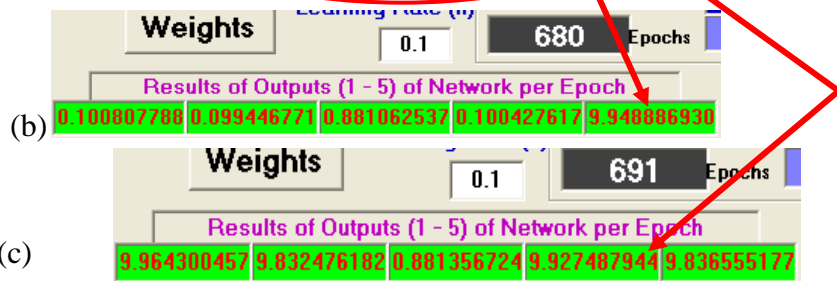 Weights
0.1
680
Epochs
Results of Outputs (1 - 5) of Network per Epoch
(b)
0.100807788 0.099446771 0.881062537 0.100427617 9.948886930
Weights
0.1
691
Epochs
Results of Outputs (1 - 5) of Network per Epoch
(c)
9.964300457 9.832476182 0.881356724 9.927487944 9.836555177